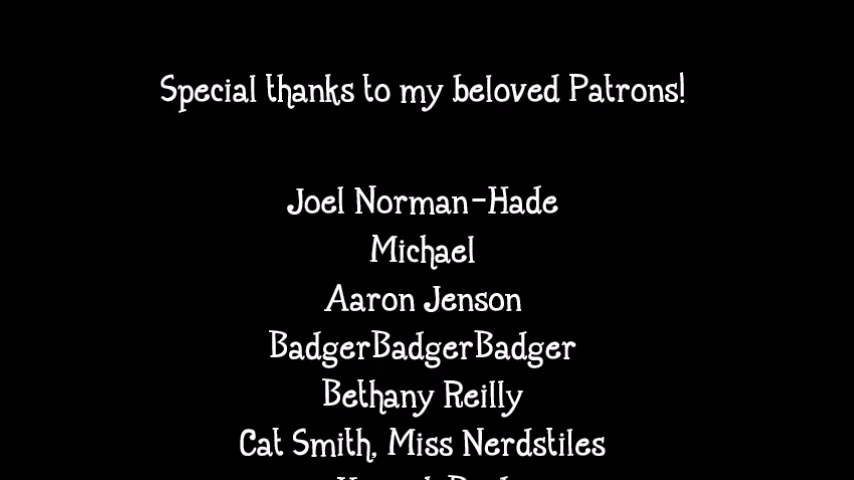 Special thanks to my beloved Patrons!
Joel Norman-Hade
Michael
Aaron Jenson
BadgerBadgerBadger
Bethany Reilly
Cat Smith, Miss Nerdstiles